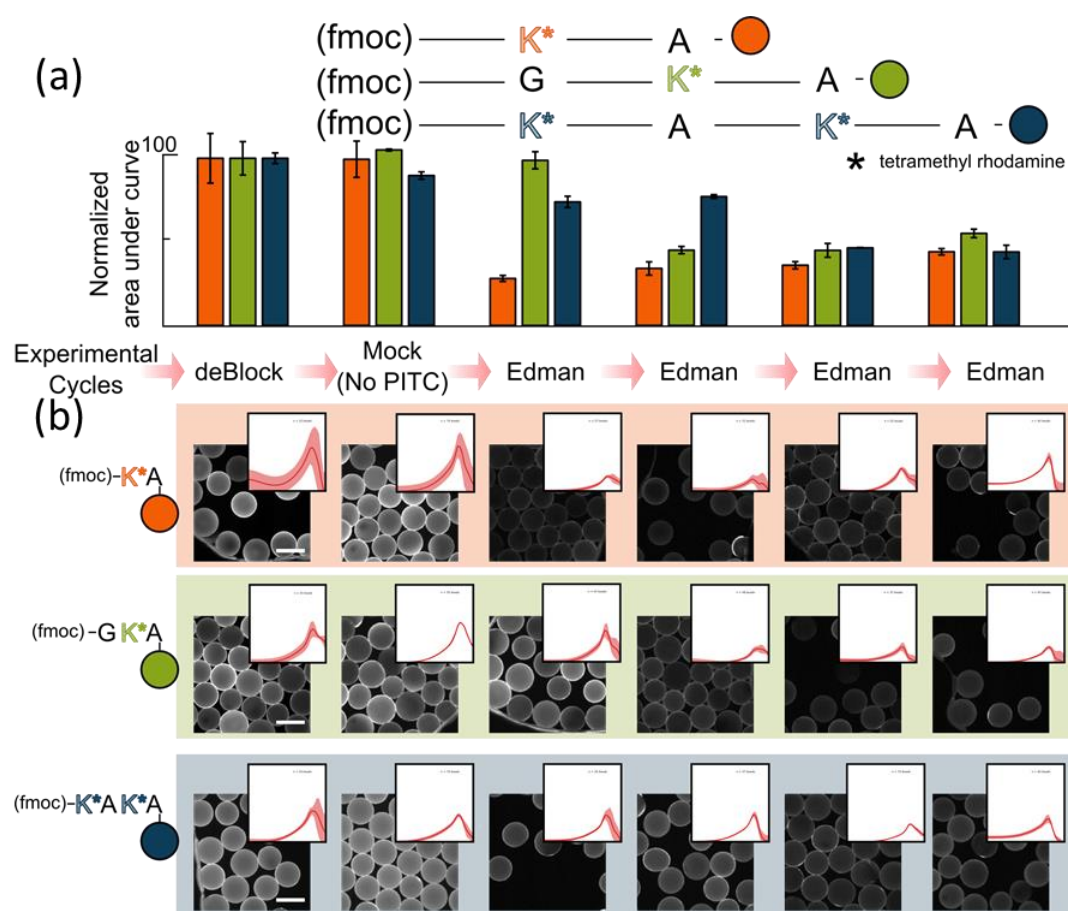 (a)
(fmoc) K* A
(fmoc) G K* A
(fmoc) K* A K* A
* tetramethyl rhodamine
100
Normalized
area under curve
Experimental
Cycles
deBlock
Mock
(No PITC)
Edman
Edman
Edman
Edman
(b)
(fmoc)-K*A
(fmoc)-G K*A
(fmoc)-K*A K*A